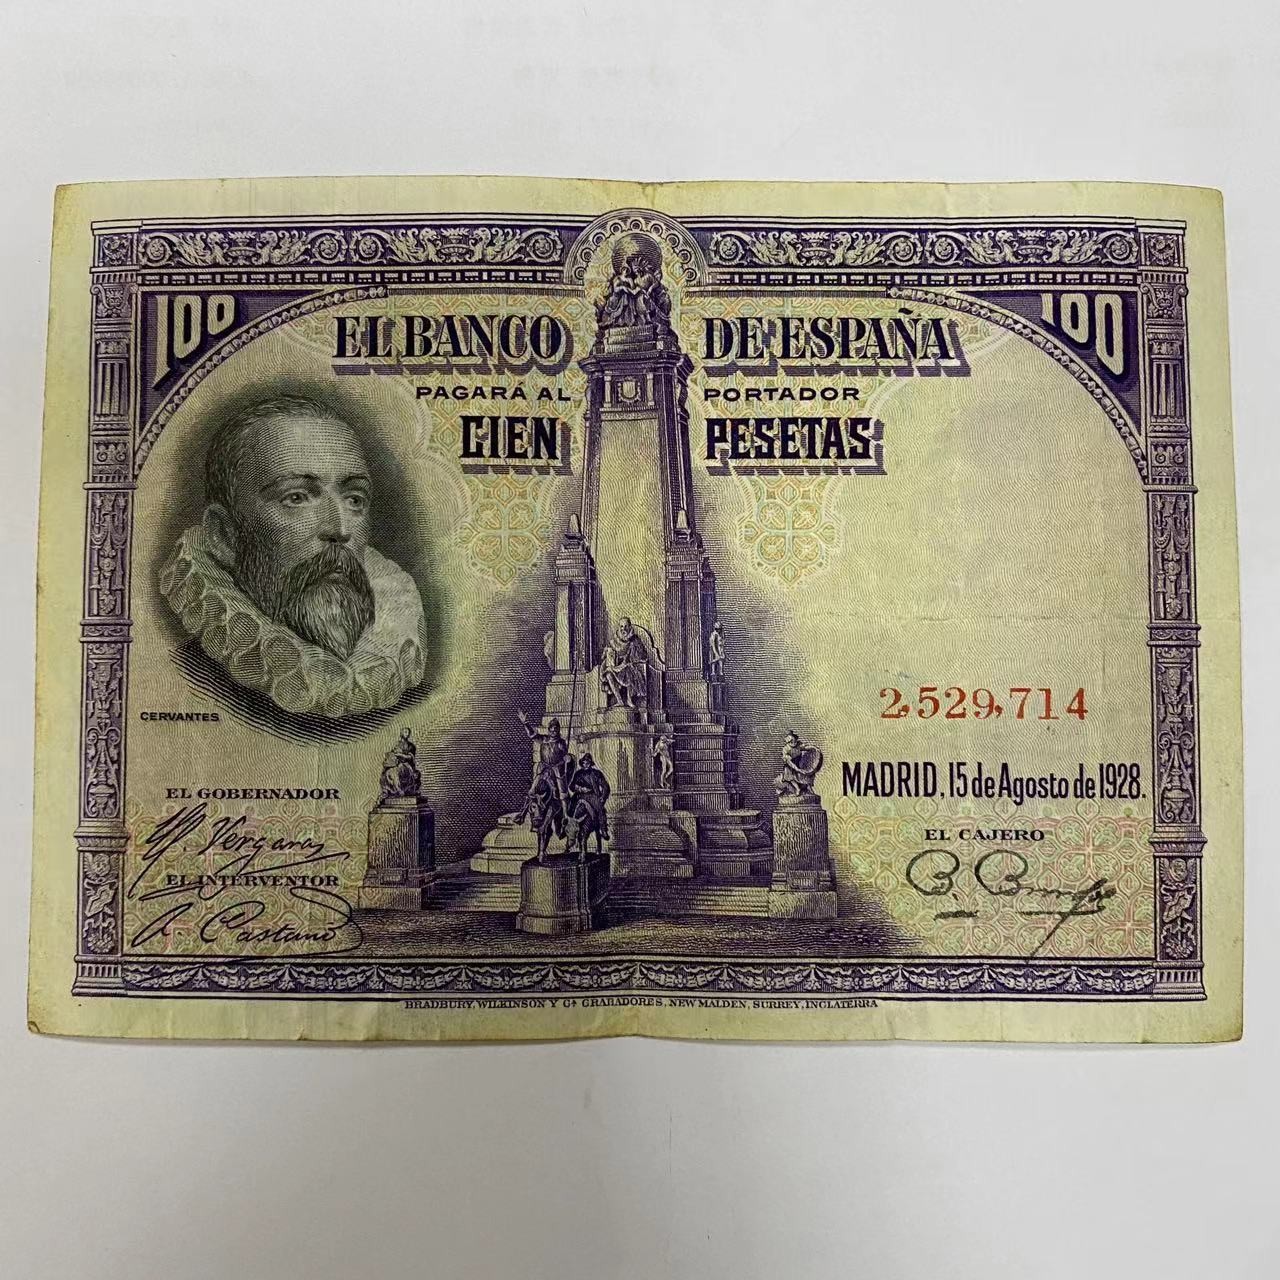 100 100
EL BANCO DE ESPAÑA
PAGARÁ AL PORTADOR
CIEN PESETAS
CERVANTES
2,529,714
MADRID, 15 de Agosto de 1928.
EL GOBERNADOR
EL CAJERO
Vergara
EL INTERVENTOR
BRADBURY, WILKINSON Y Cª GRABADORES, NEW MALDEN, SURREY, INGLATERRA